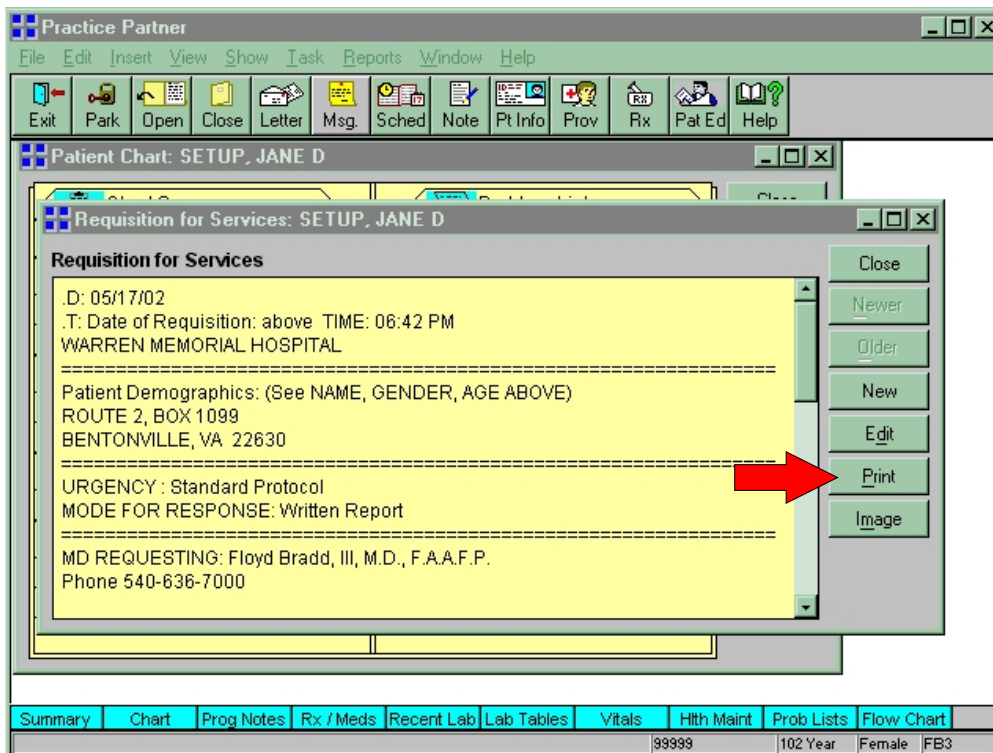 Practice Partner
File Edit Insert View Show Task Reports Window Help
Exit Park Open Close Letter Msg. Sched Note Pt Info Prov Rx Pat Ed Help
Patient Chart: SETUP, JANE D
Requisition for Services: SETUP, JANE D
Requisition for Services
.D: 05/17/02
.T: Date of Requisition: above TIME: 06:42 PM
WARREN MEMORIAL HOSPITAL
=================================================================
Patient Demographics: (See NAME, GENDER, AGE ABOVE)
ROUTE 2, BOX 1099
BENTONVILLE, VA 22630
=================================================================
URGENCY : Standard Protocol
MODE FOR RESPONSE: Written Report
=================================================================
MD REQUESTING: Floyd Bradd, III, M.D., F.A.A.F.P.
Phone 540-636-7000
Close
Newer
Older
New
Edit
Print
Image
Summary Chart Prog Notes Rx / Meds Recent Lab Lab Tables Vitals Hlth Maint Prob Lists Flow Chart
99999 102 Year Female FB3